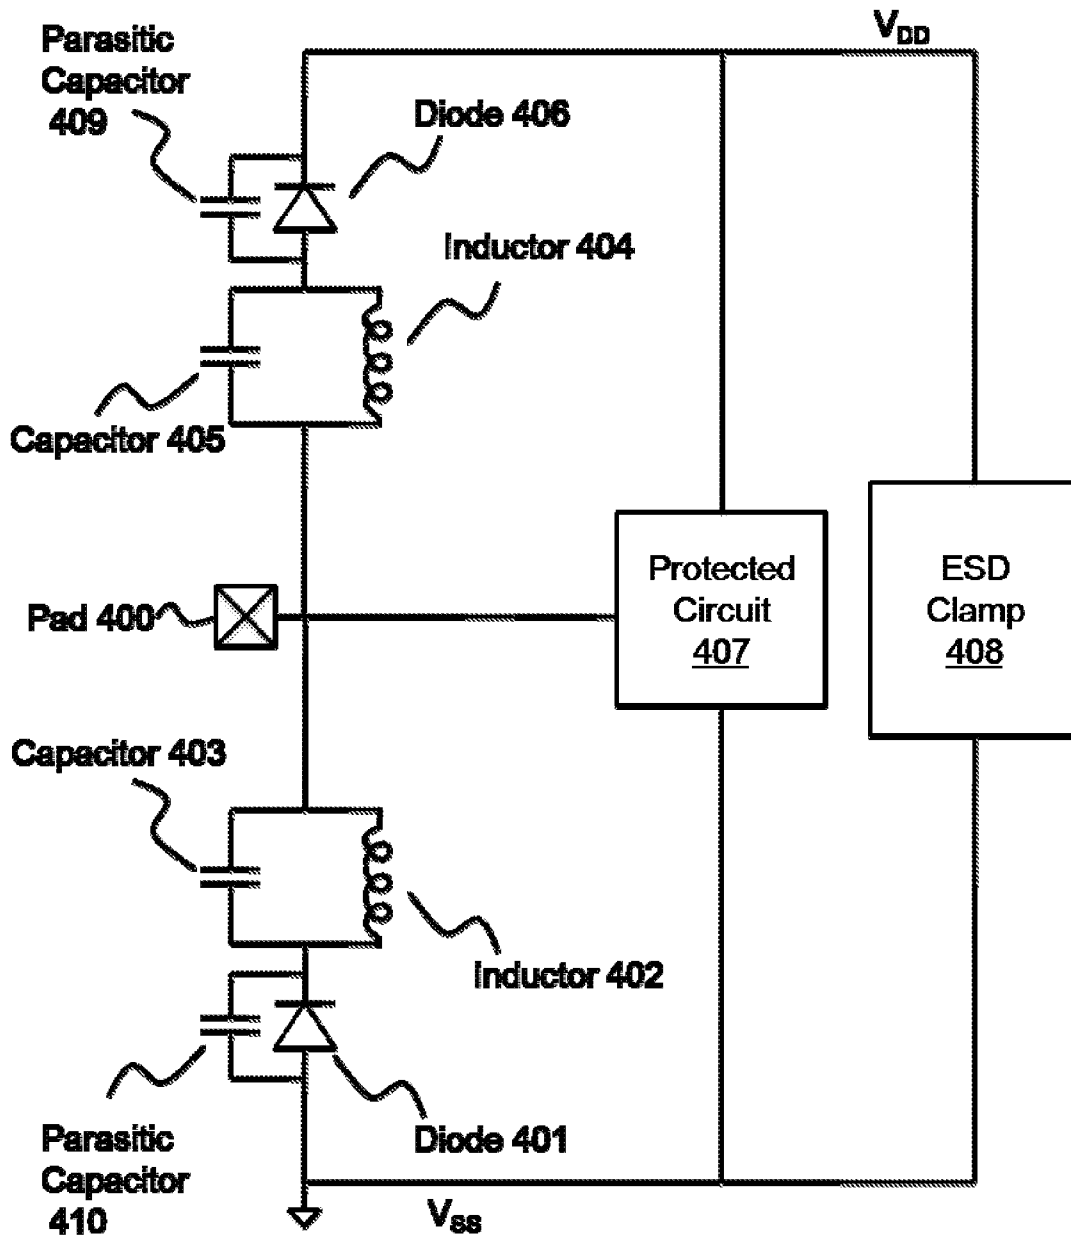 Parasitic
Capacitor
409
V_DD
Diode 406
Inductor 404
Capacitor 405
Pad 400
Protected
Circuit
407
ESD
Clamp
408
Capacitor 403
Inductor 402
Parasitic
Capacitor
410
Diode 401
V_SS